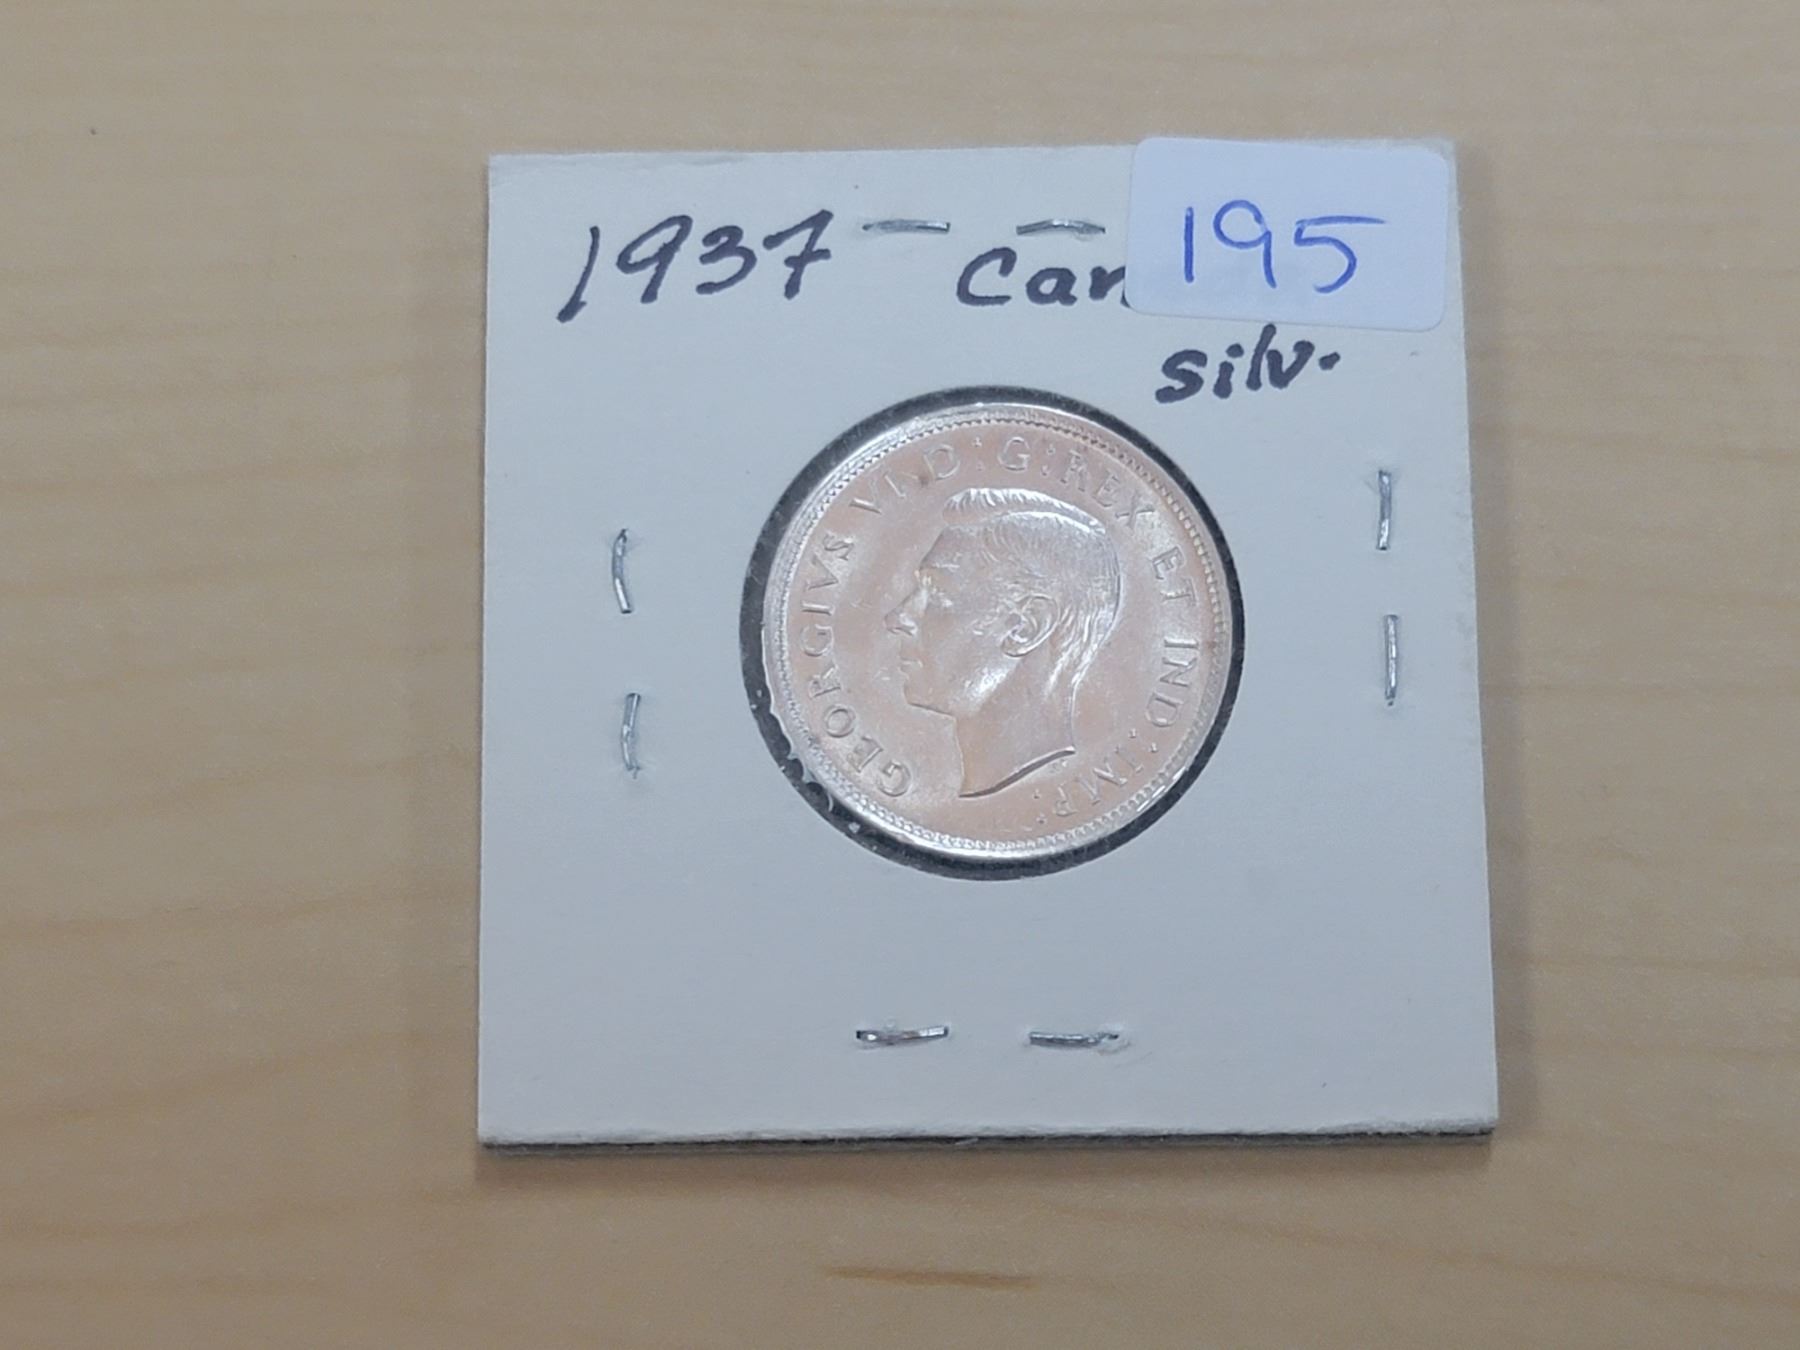 1937 Can
195
silv.
GEORGIVS VI D:G:REX ET IND:IMP: